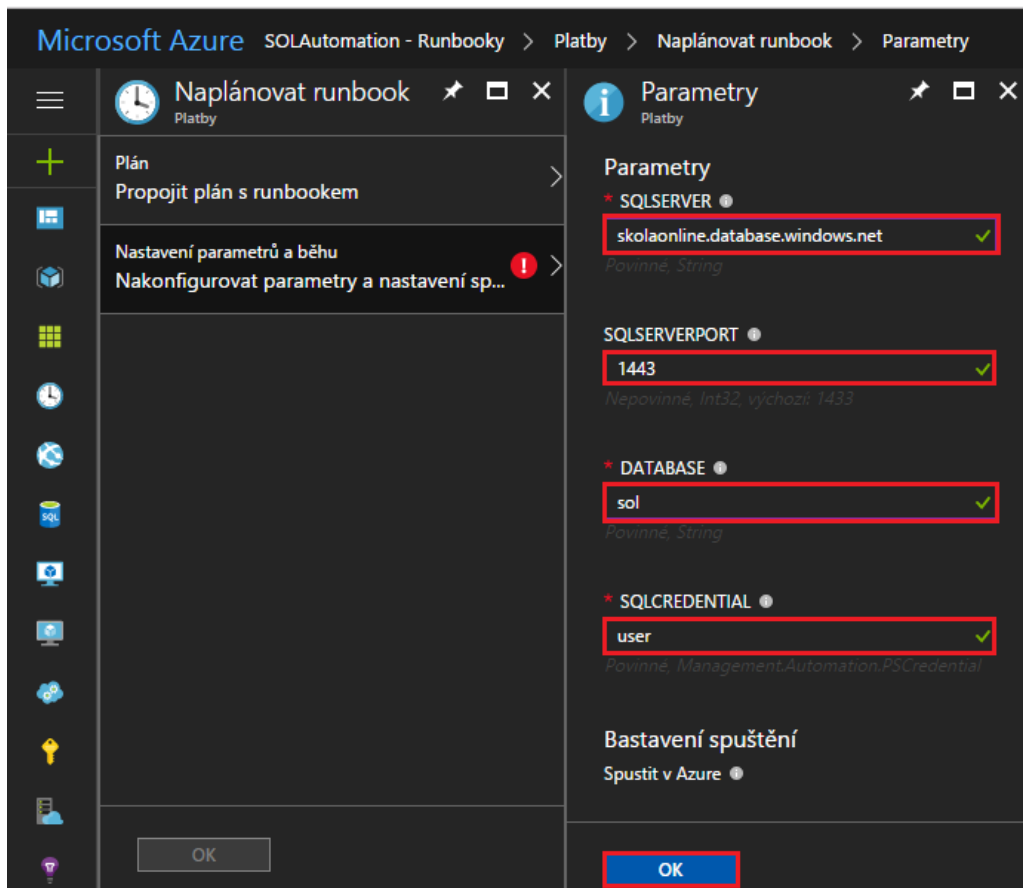 Microsoft Azure SOLAutomation - Runbooky > Platby > Naplánovat runbook > Parametry
Naplánovat runbook
Platby
Plán
Propojit plán s runbookem
Nastavení parametrů a běhu
Nakonfigurovat parametry a nastavení sp...
OK
Parametry
Platby
Parametry
* SQLSERVER
skolaonline.database.windows.net
Povinné, String
SQLSERVERPORT
1443
Nepovinné, Int32, výchozí: 1433
* DATABASE
sol
Povinné, String
* SQLCREDENTIAL
user
Povinné, Management.Automation.PSCredential
Bastavení spuštění
Spustit v Azure
OK
SQL